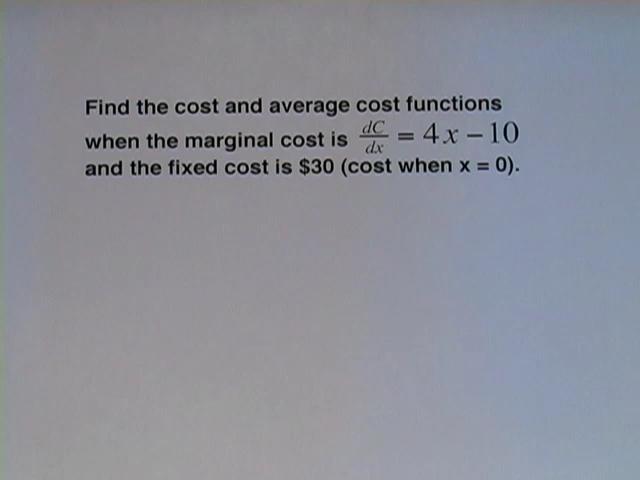 Find the cost and average cost functions
when the marginal cost is dC/dx = 4x − 10
and the fixed cost is $30 (cost when x = 0).